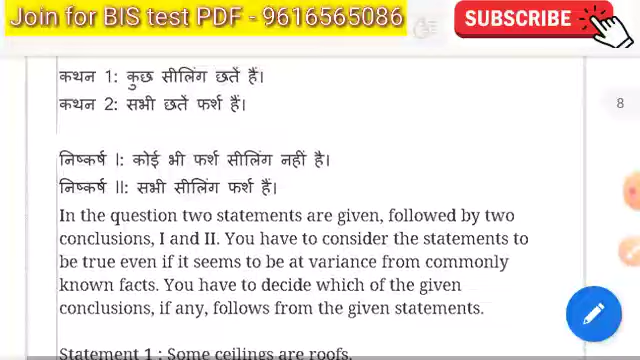 Join for BIS test PDF - 9616565086
SUBSCRIBE
कथन 1: कुछ सीलिंग छतें हैं।
कथन 2: सभी छतें फर्श हैं।
8
निष्कर्ष I: कोई भी फर्श सीलिंग नहीं है।
निष्कर्ष II: सभी सीलिंग फर्श हैं।
In the question two statements are given, followed by two
conclusions, I and II. You have to consider the statements to
be true even if it seems to be at variance from commonly
known facts. You have to decide which of the given
conclusions, if any, follows from the given statements.
Statement 1 : Some ceilings are roofs.